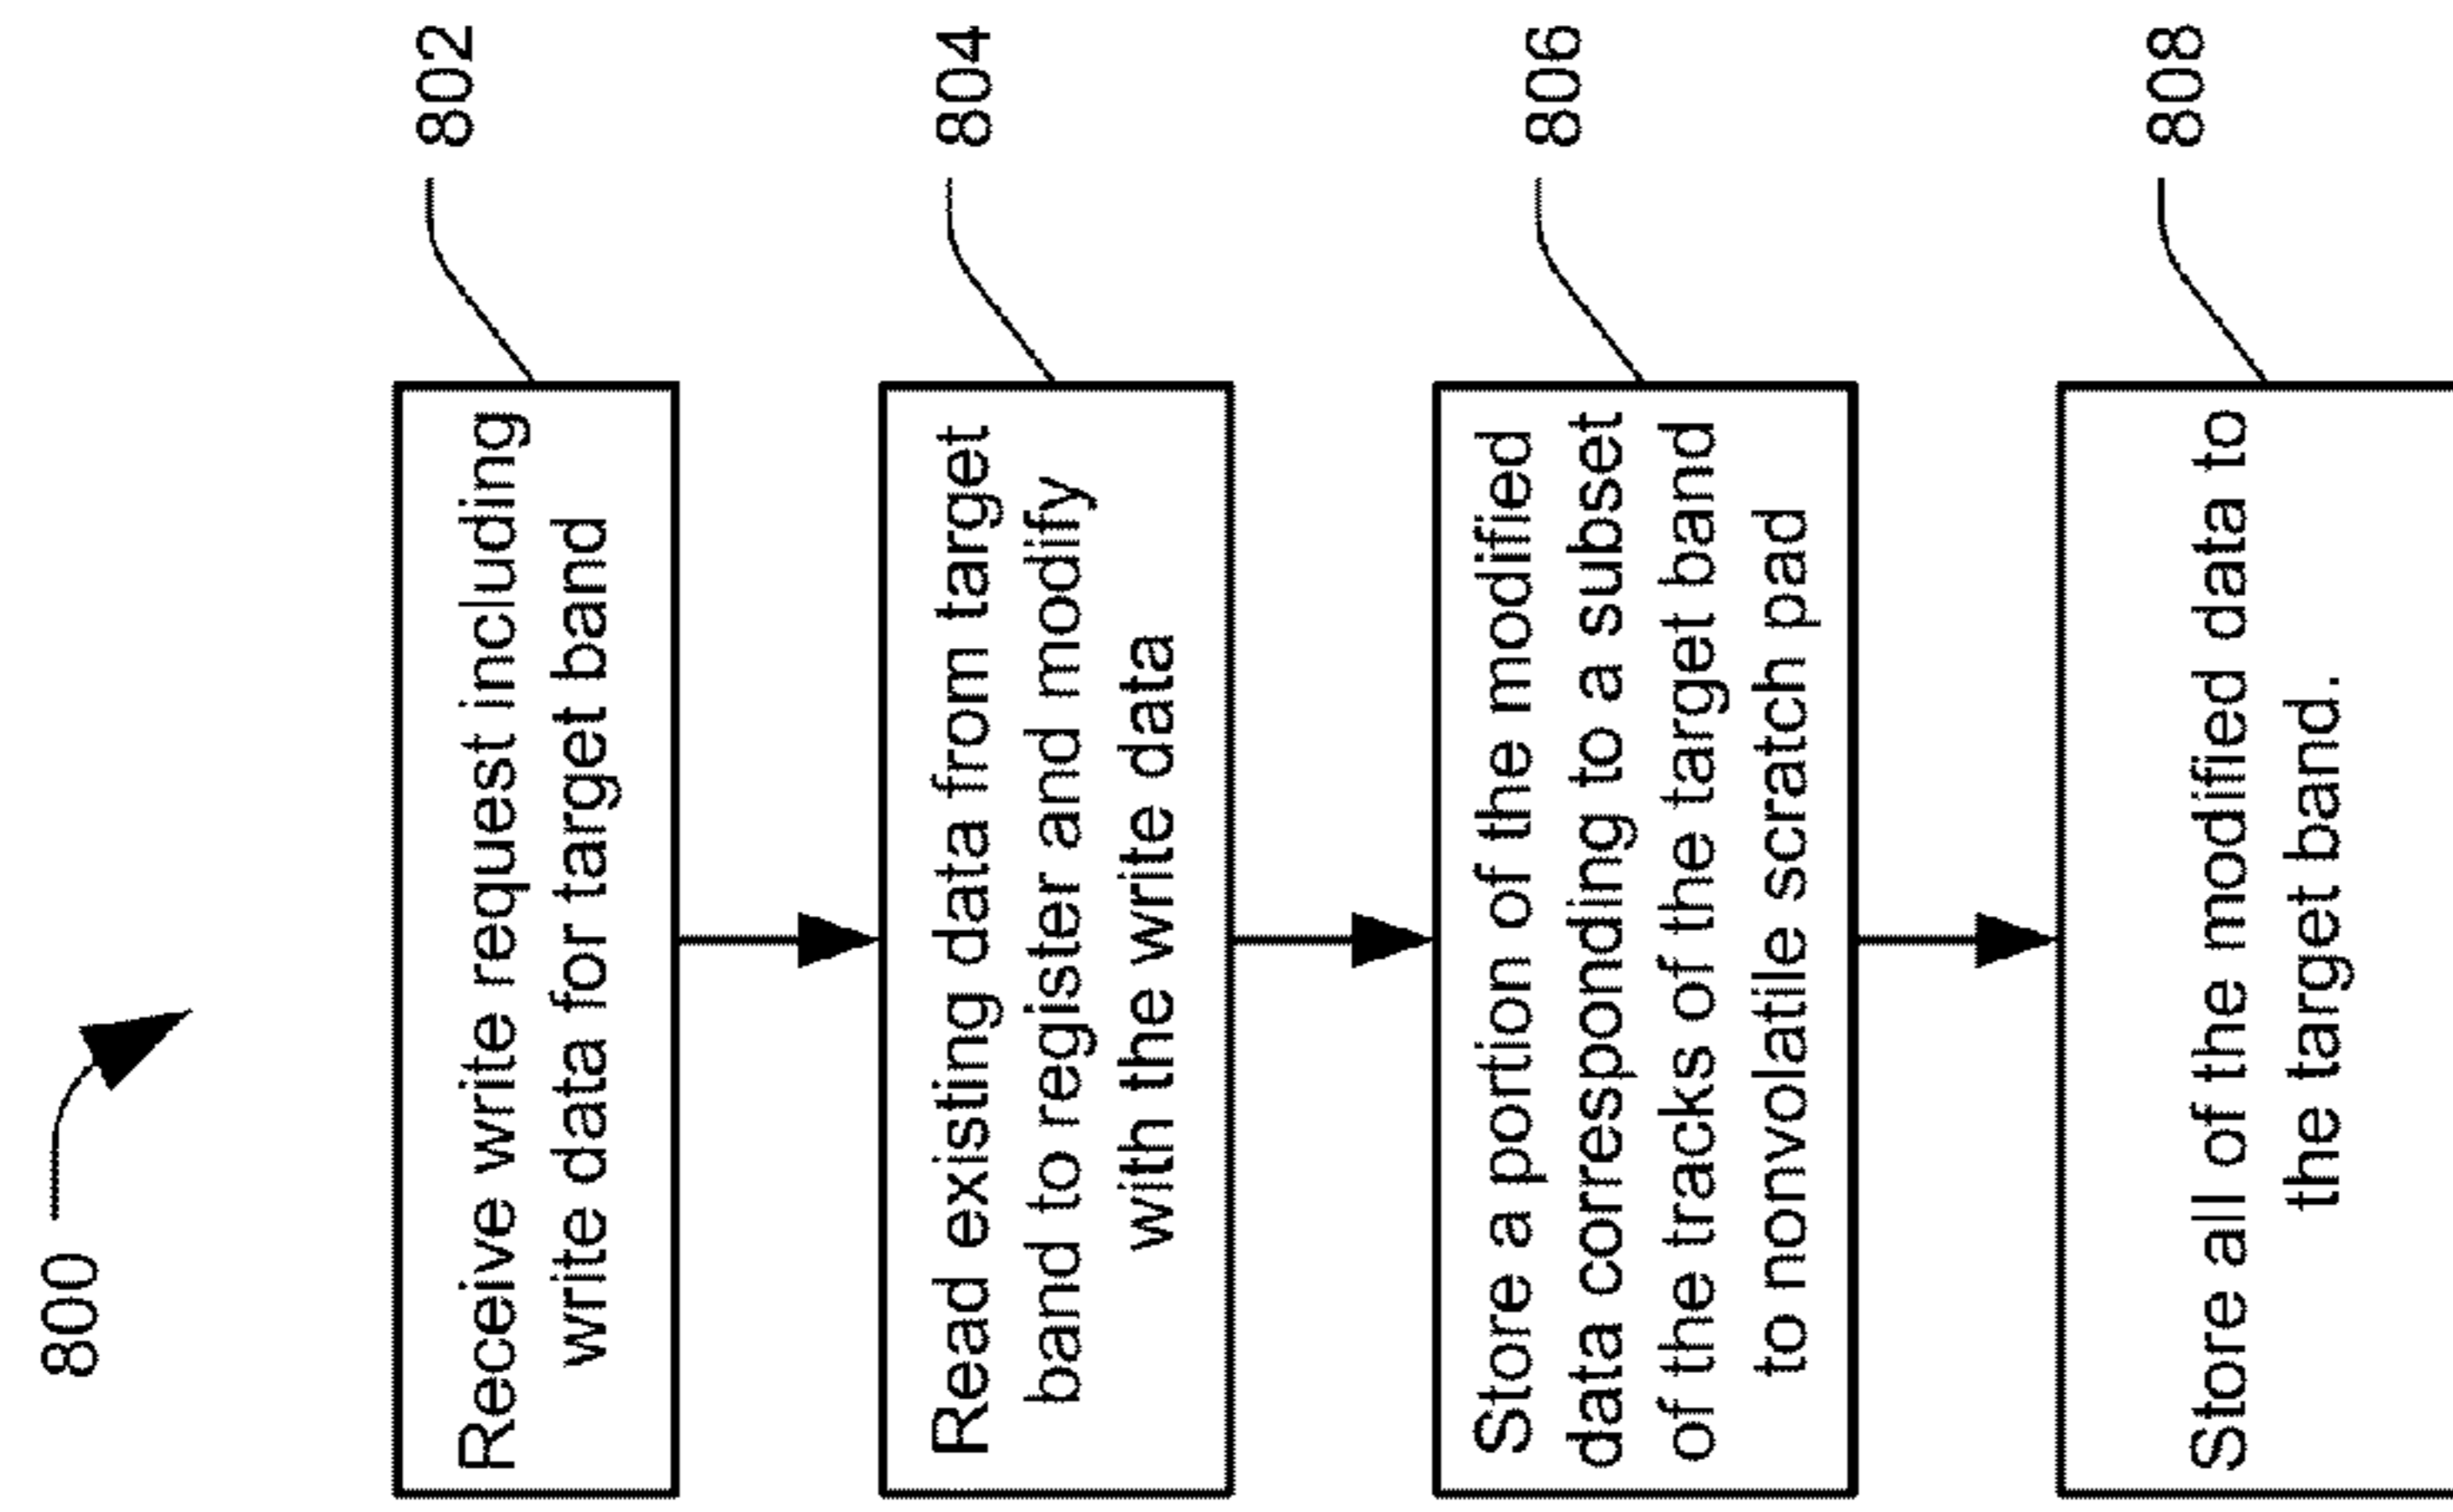 800
802
Receive write request including
write data for target band
804
Read existing data from target
band to register and modify
with the write data
806
Store a portion of the modified
data corresponding to a subset
of the tracks of the target band
to nonvolatile scratch pad
808
Store all of the modified data to
the target band.